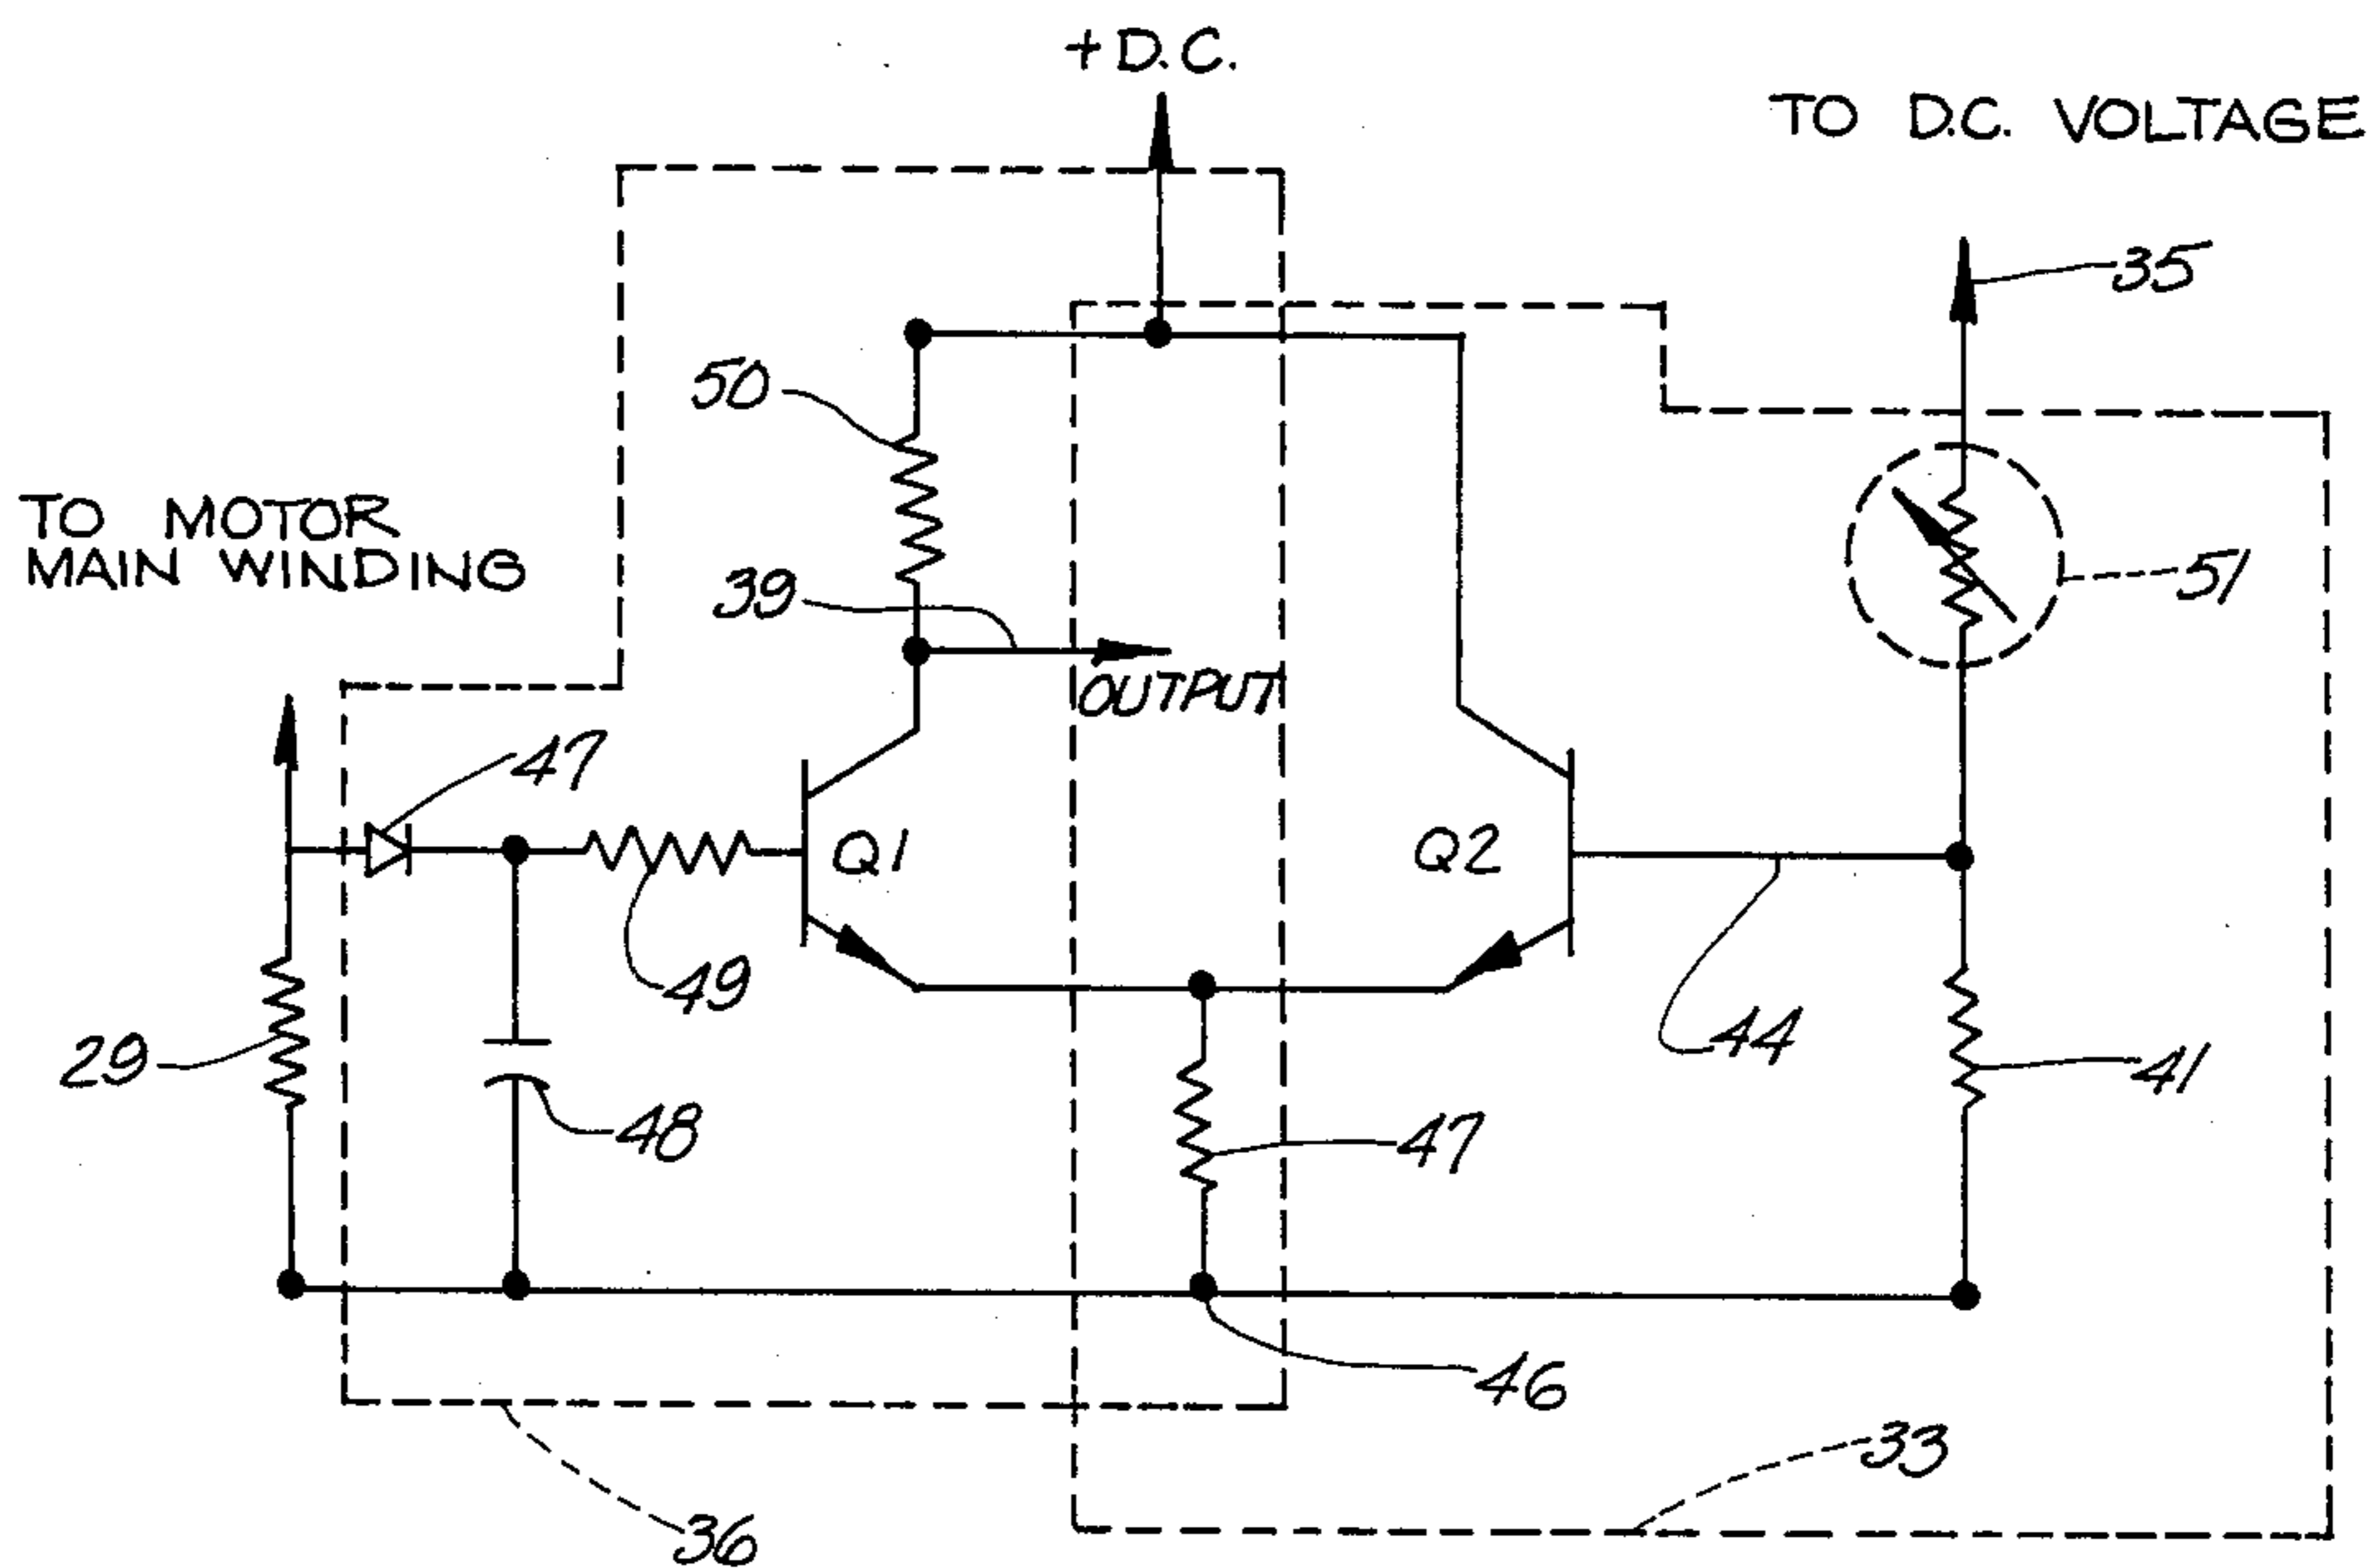 +D.C.
TO D.C. VOLTAGE
35
50
TO MOTOR
MAIN WINDING
51
39
OUTPUT
47
Q1
Q2
49
44
29
41
48
47
46
33
36